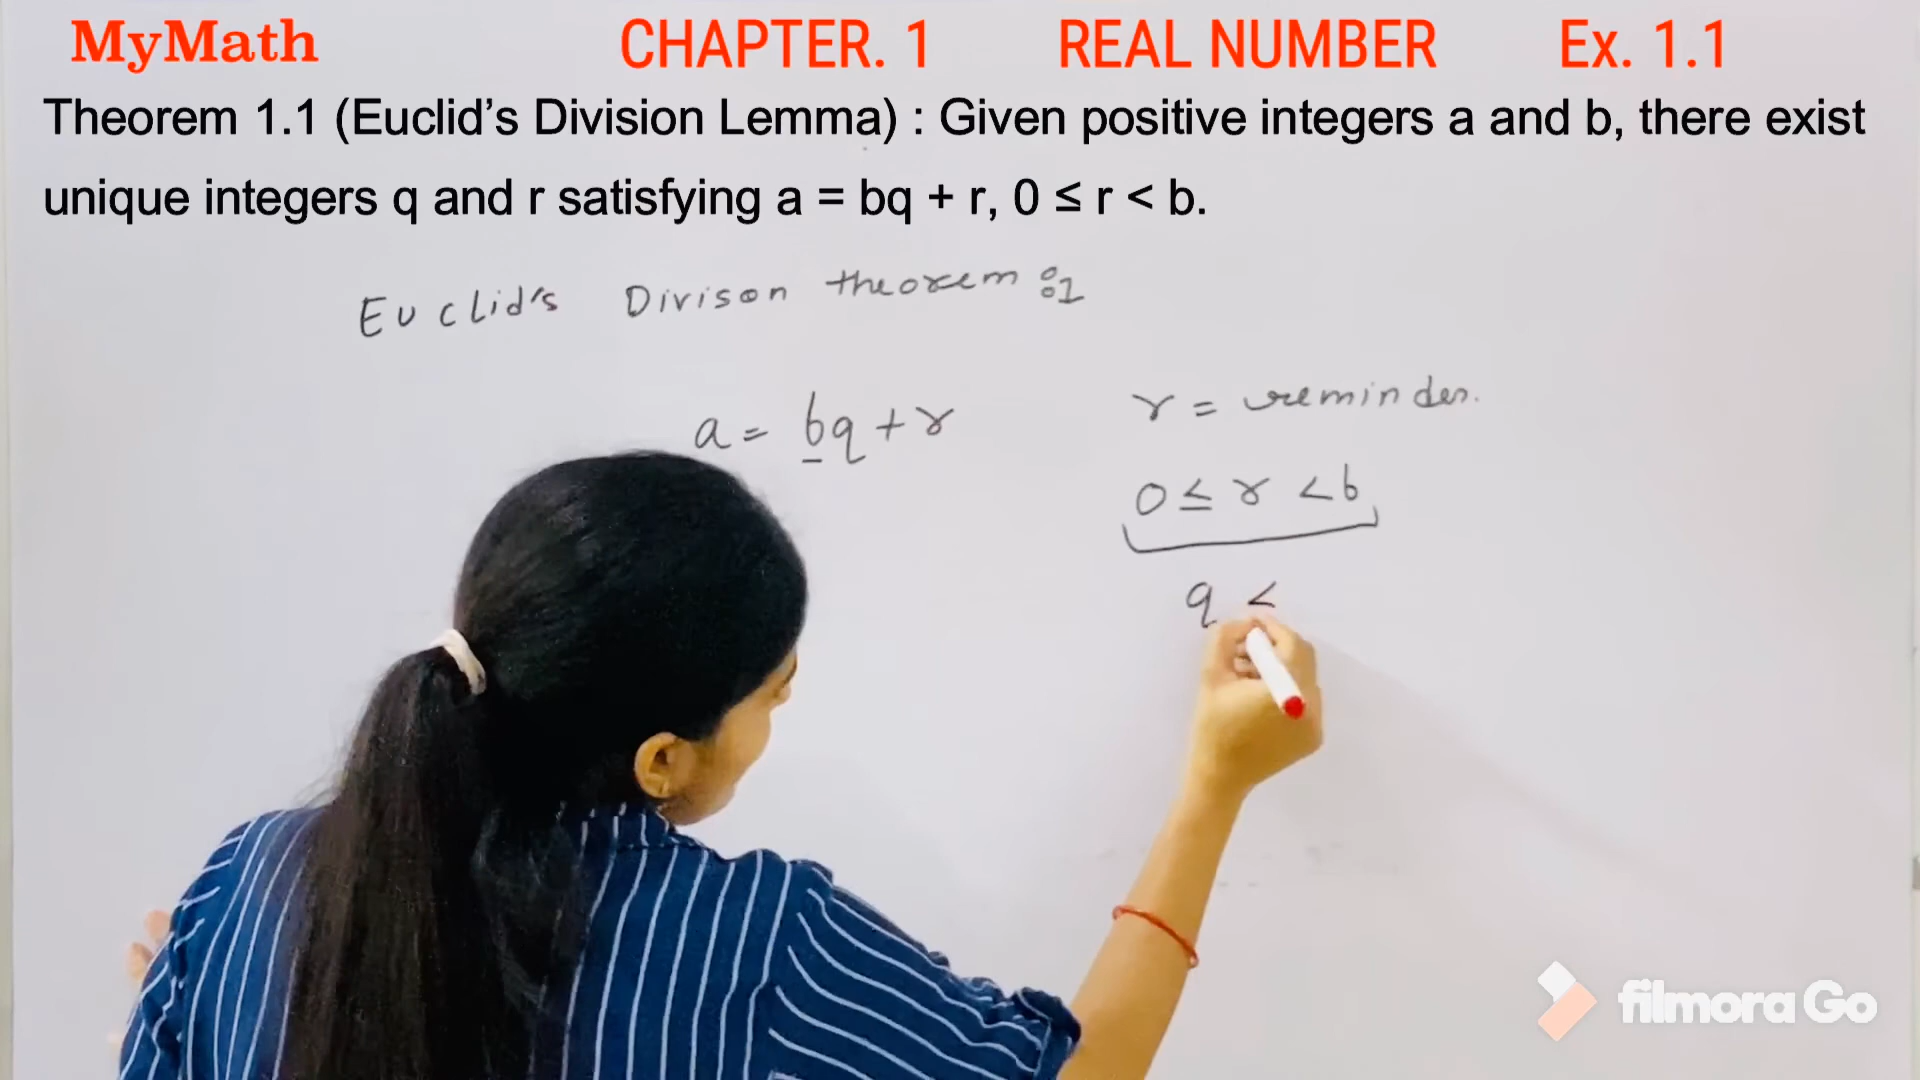 MyMath CHAPTER. 1 REAL NUMBER Ex. 1.1
Theorem 1.1 (Euclid’s Division Lemma) : Given positive integers a and b, there exist
unique integers q and r satisfying a = bq + r, 0 ≤ r < b.
Euclid's Divison theorem :1
a = bq + r
r = reminder.
0 ≤ r < b
q <
filmora Go